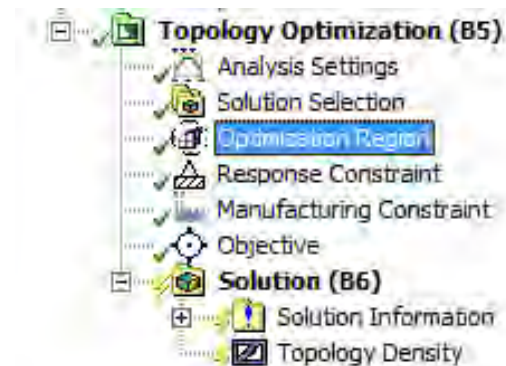 Topology Optimization (B5)
Analysis Settings
Solution Selection
Optimization Region
Response Constraint
Manufacturing Constraint
Objective
Solution (B6)
Solution Information
Topology Density